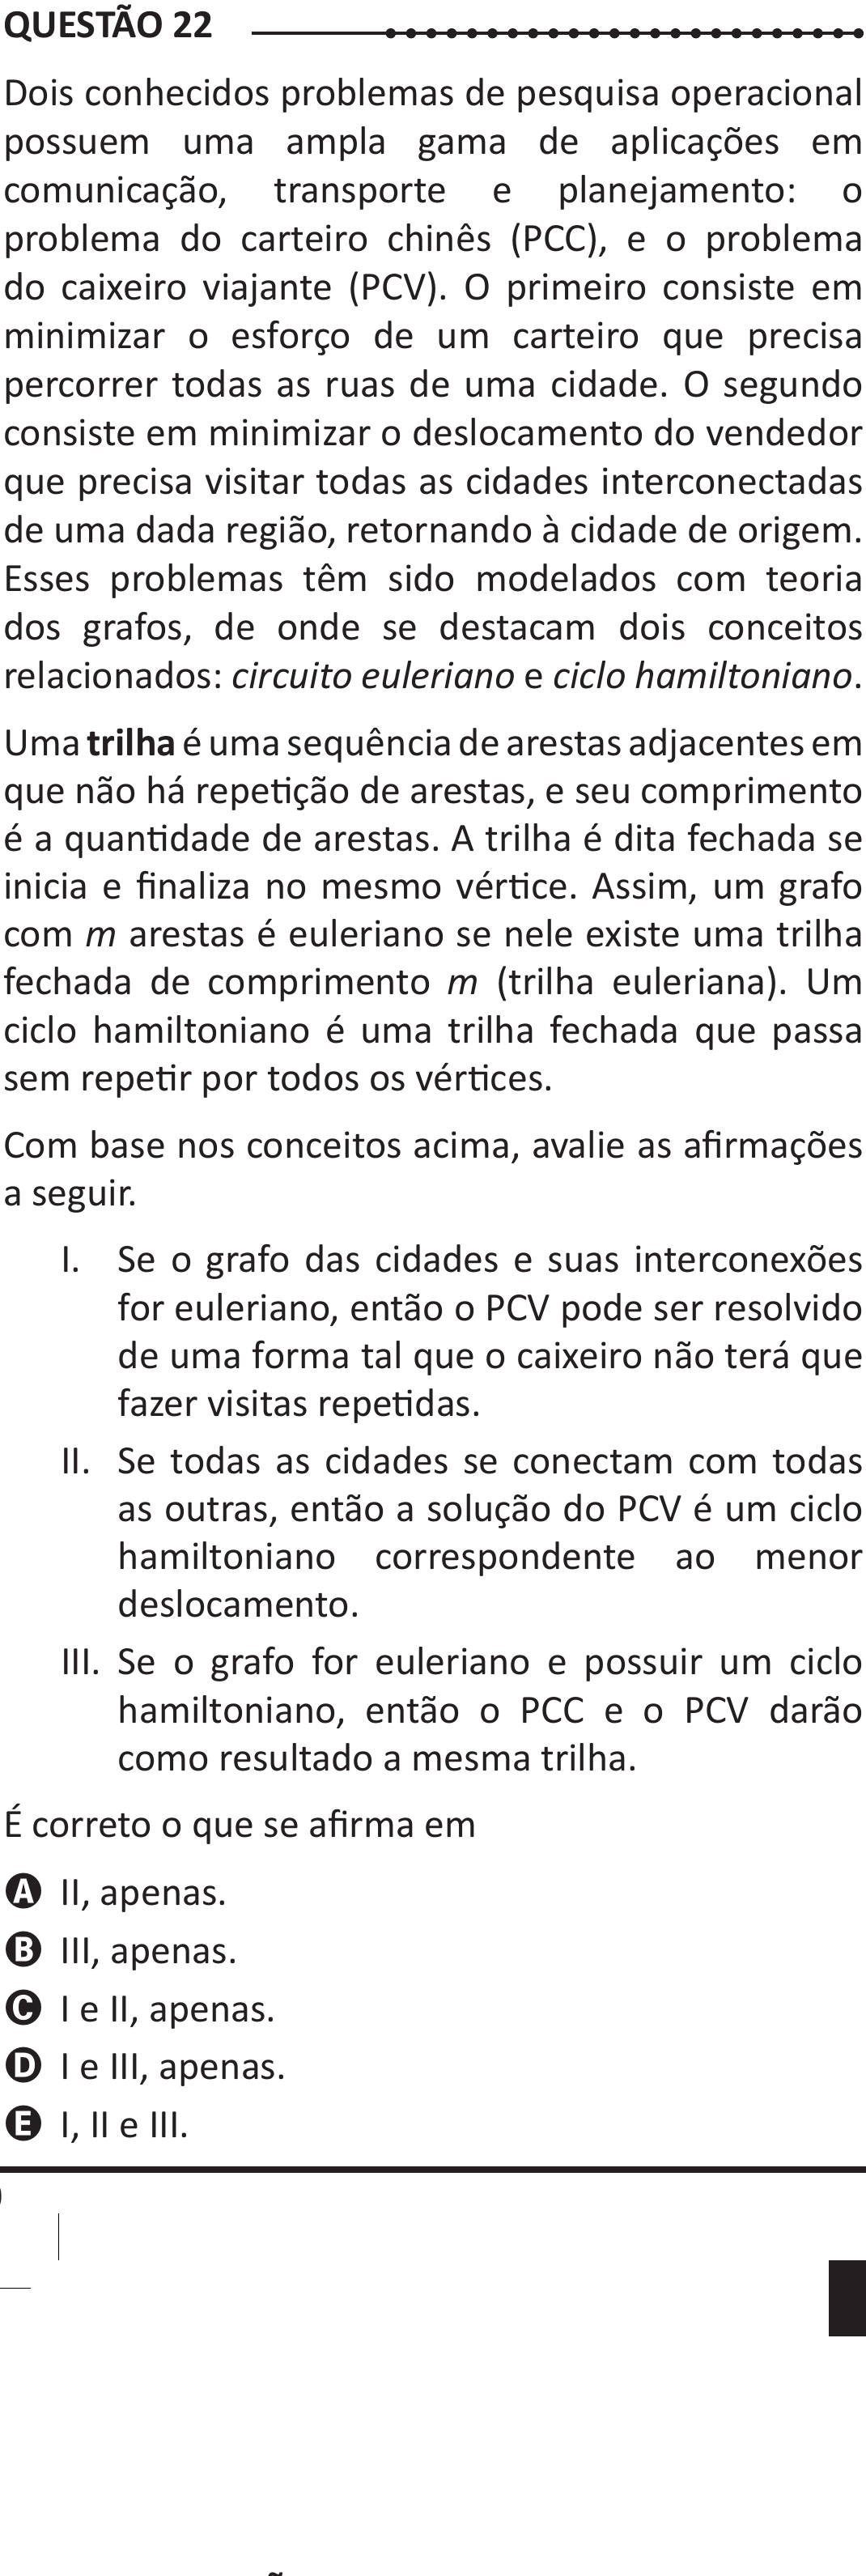 QUESTÃO 22
Dois conhecidos problemas de pesquisa operacional
possuem uma ampla gama de aplicações em
comunicação, transporte e planejamento: o
problema do carteiro chinês (PCC), e o problema
do caixeiro viajante (PCV). O primeiro consiste em
minimizar o esforço de um carteiro que precisa
percorrer todas as ruas de uma cidade. O segundo
consiste em minimizar o deslocamento do vendedor
que precisa visitar todas as cidades interconectadas
de uma dada região, retornando à cidade de origem.
Esses problemas têm sido modelados com teoria
dos grafos, de onde se destacam dois conceitos
relacionados: circuito euleriano e ciclo hamiltoniano.
Uma trilha é uma sequência de arestas adjacentes em
que não há repetição de arestas, e seu comprimento
é a quantidade de arestas. A trilha é dita fechada se
inicia e finaliza no mesmo vértice. Assim, um grafo
com m arestas é euleriano se nele existe uma trilha
fechada de comprimento m (trilha euleriana). Um
ciclo hamiltoniano é uma trilha fechada que passa
sem repetir por todos os vértices.
Com base nos conceitos acima, avalie as afirmações
a seguir.
I. Se o grafo das cidades e suas interconexões
for euleriano, então o PCV pode ser resolvido
de uma forma tal que o caixeiro não terá que
fazer visitas repetidas.
II. Se todas as cidades se conectam com todas
as outras, então a solução do PCV é um ciclo
hamiltoniano correspondente ao menor
deslocamento.
III. Se o grafo for euleriano e possuir um ciclo
hamiltoniano, então o PCC e o PCV darão
como resultado a mesma trilha.
É correto o que se afirma em
A II, apenas.
B III, apenas.
C I e II, apenas.
D I e III, apenas.
E I, II e III.